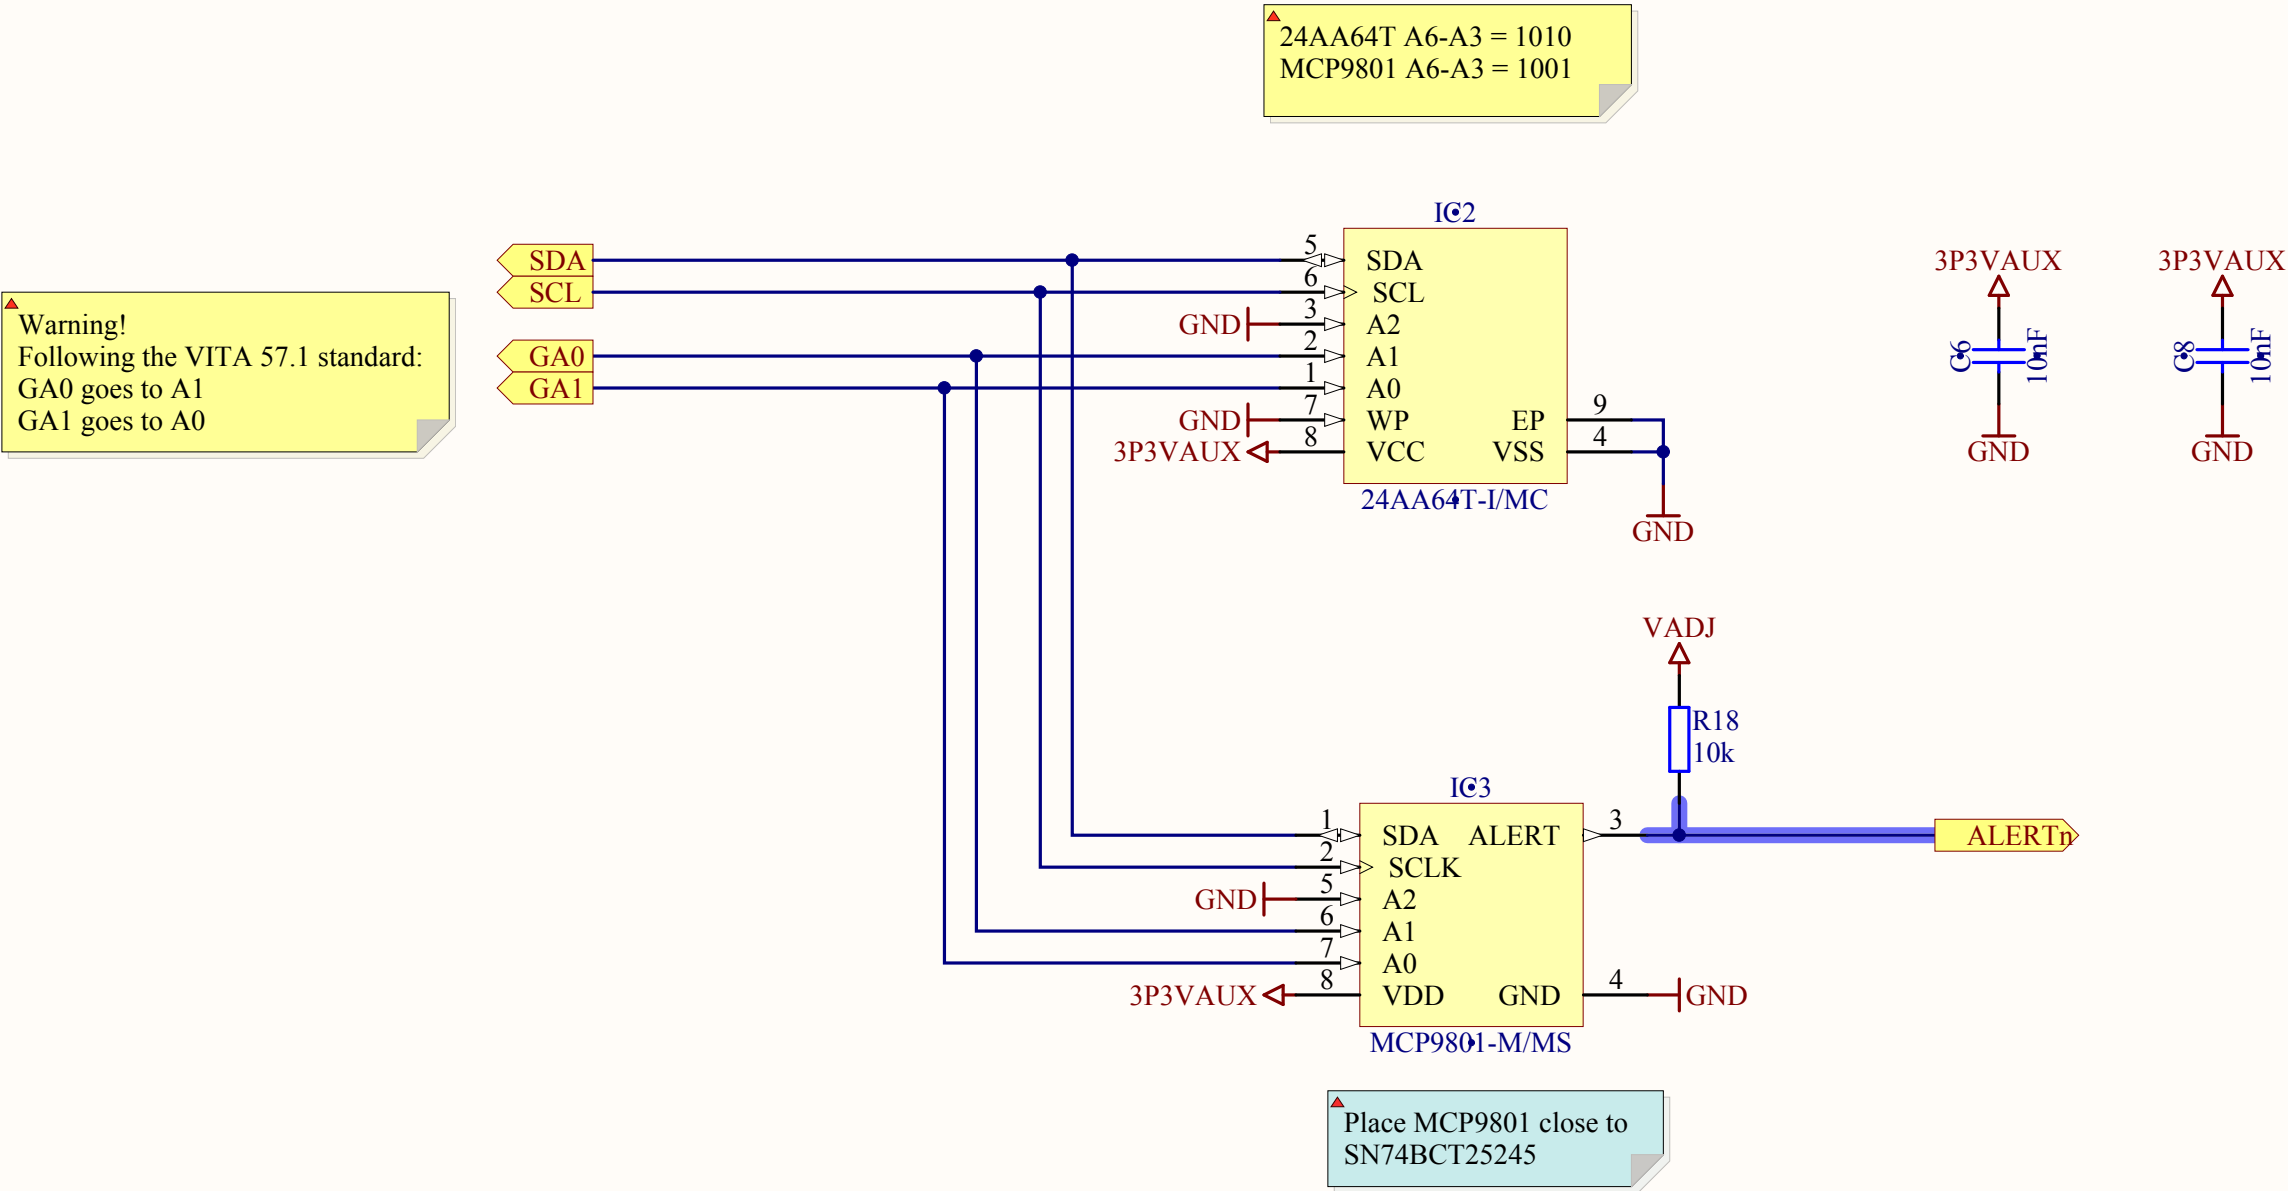 24AA64T A6-A3 = 1010
MCP9801 A6-A3 = 1001
Warning!
Following the VITA 57.1 standard:
GA0 goes to A1
GA1 goes to A0
SDA
SCL
GA0
GA1
IC2
5 SDA
6 SCL
GND 3 A2
2 A1
1 A0
GND 7 WP EP 9
3P3VAUX 8 VCC VSS 4
24AA64T-I/MC
GND
3P3VAUX
C6
10nF
GND
3P3VAUX
C8
10nF
GND
VADJ
R18
10k
IC3
1 SDA ALERT 3 ALERTn
2 SCLK
GND 5 A2
6 A1
7 A0
3P3VAUX 8 VDD GND 4 GND
MCP9801-M/MS
Place MCP9801 close to
SN74BCT25245